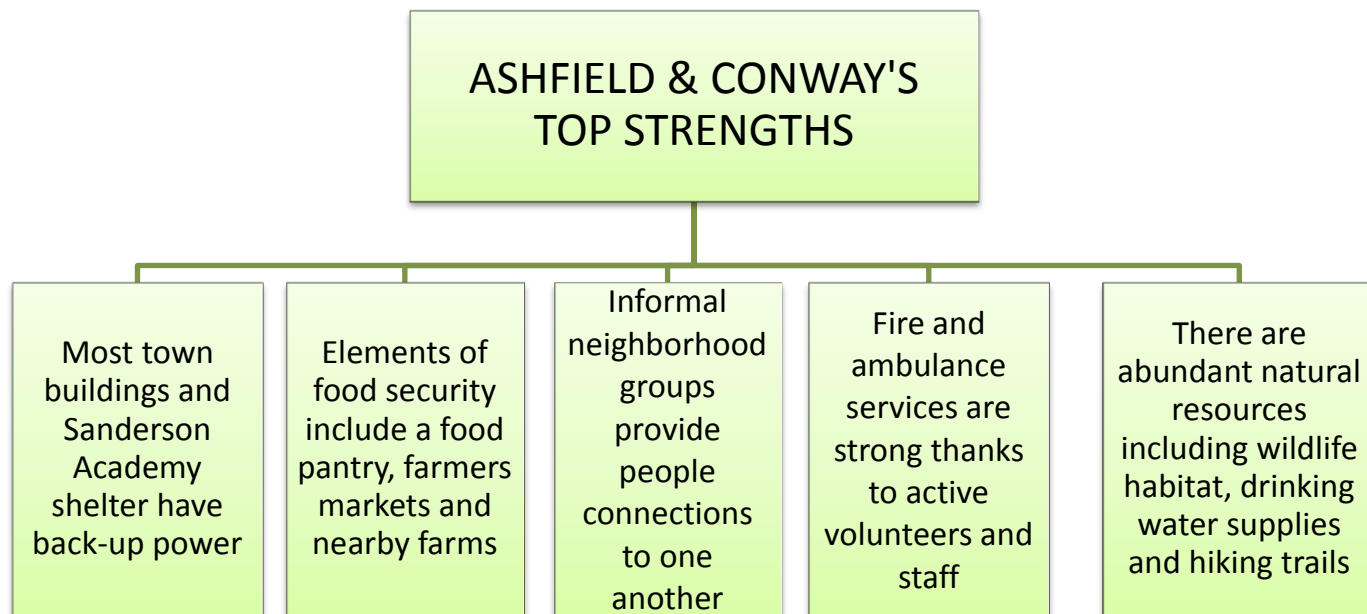 ASHFIELD & CONWAY'S
TOP STRENGTHS
Most town
buildings and
Sanderson
Academy
shelter have
back-up power
Elements of
food security
include a food
pantry, farmers
markets and
nearby farms
Informal
neighborhood
groups
provide
people
connections
to one
another
Fire and
ambulance
services are
strong thanks
to active
volunteers and
staff
There are
abundant natural
resources
including wildlife
habitat, drinking
water supplies
and hiking trails